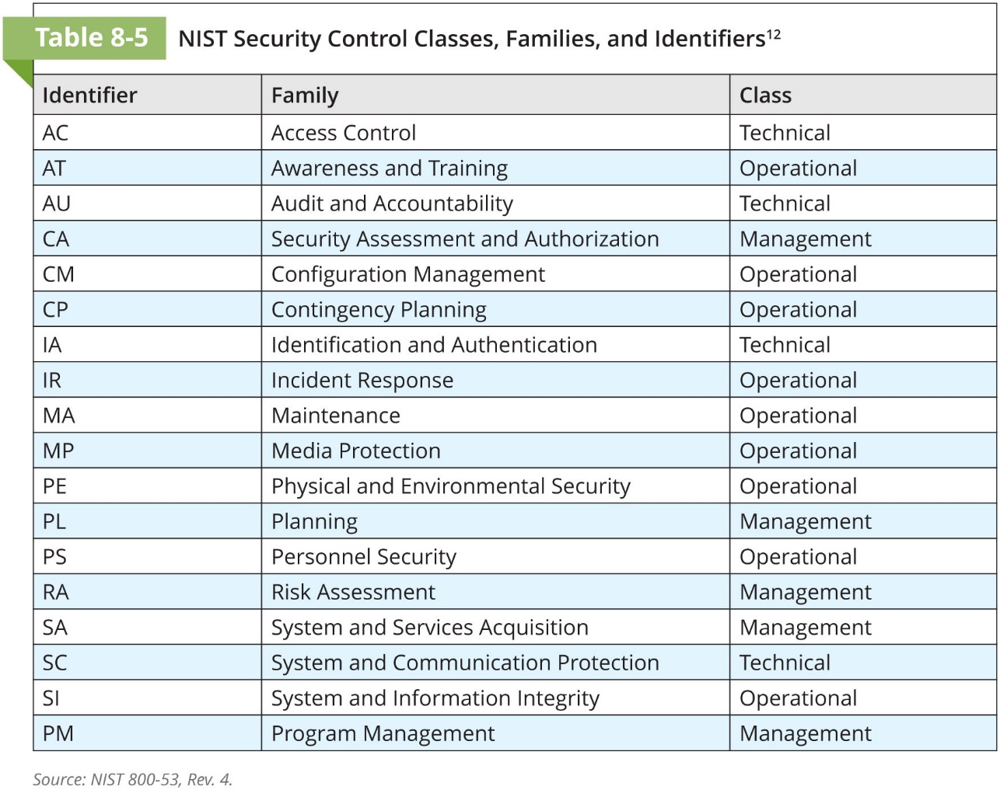 Table 8-5 NIST Security Control Classes, Families, and Identifiers¹²
Identifier Family Class
AC Access Control Technical
AT Awareness and Training Operational
AU Audit and Accountability Technical
CA Security Assessment and Authorization Management
CM Configuration Management Operational
CP Contingency Planning Operational
IA Identification and Authentication Technical
IR Incident Response Operational
MA Maintenance Operational
MP Media Protection Operational
PE Physical and Environmental Security Operational
PL Planning Management
PS Personnel Security Operational
RA Risk Assessment Management
SA System and Services Acquisition Management
SC System and Communication Protection Technical
SI System and Information Integrity Operational
PM Program Management Management
Source: NIST 800-53, Rev. 4.